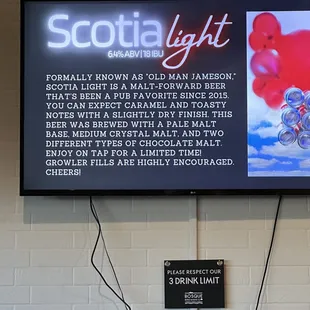 Scotia Light
6.4% ABV | 18 IBU
FORMALLY KNOWN AS "OLD MAN JAMESON,"
SCOTIA LIGHT IS A MALT-FORWARD BEER
THAT'S BEEN A PUB FAVORITE SINCE 2015.
YOU CAN EXPECT CARAMEL AND TOASTY
NOTES WITH A SLIGHTLY DRY FINISH. THIS
BEER WAS BREWED WITH A PALE MALT
BASE, MEDIUM CRYSTAL MALT, AND TWO
DIFFERENT TYPES OF CHOCOLATE MALT.
ENJOY ON TAP FOR A LIMITED TIME!
GROWLER FILLS ARE HIGHLY ENCOURAGED.
CHEERS!
PLEASE RESPECT OUR
3 DRINK LIMIT
BOSQUE